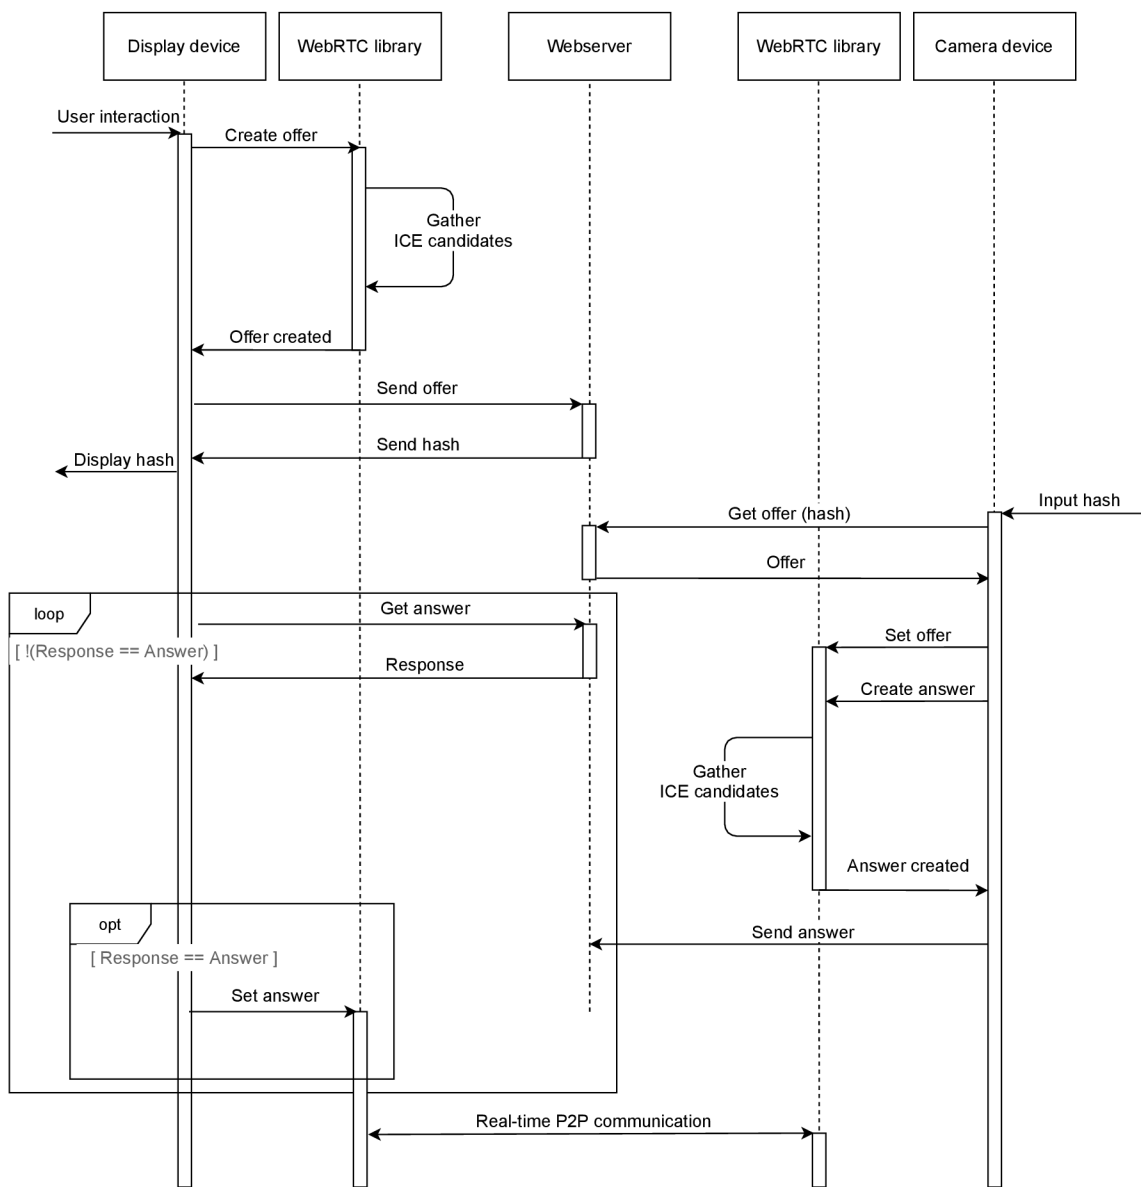 Display device
WebRTC library
Webserver
WebRTC library
Camera device
User interaction
Create offer
Gather
ICE candidates
Offer created
Send offer
Send hash
Display hash
Input hash
Get offer (hash)
Offer
loop
Get answer
[ !(Response == Answer) ]
Set offer
Response
Create answer
Gather
ICE candidates
Answer created
opt
Send answer
[ Response == Answer ]
Set answer
Real-time P2P communication